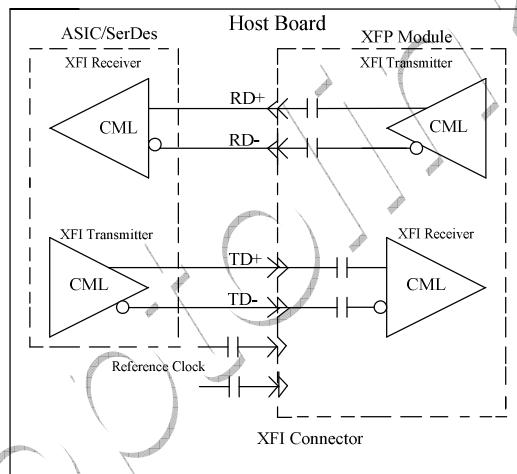 Host Board
ASIC/SerDes
XFP Module
XFI Receiver
XFI Transmitter
RD+
CML
CML
RD-
XFI Transmitter
XFI Receiver
TD+
CML
CML
TD-
Reference Clock
XFI Connector